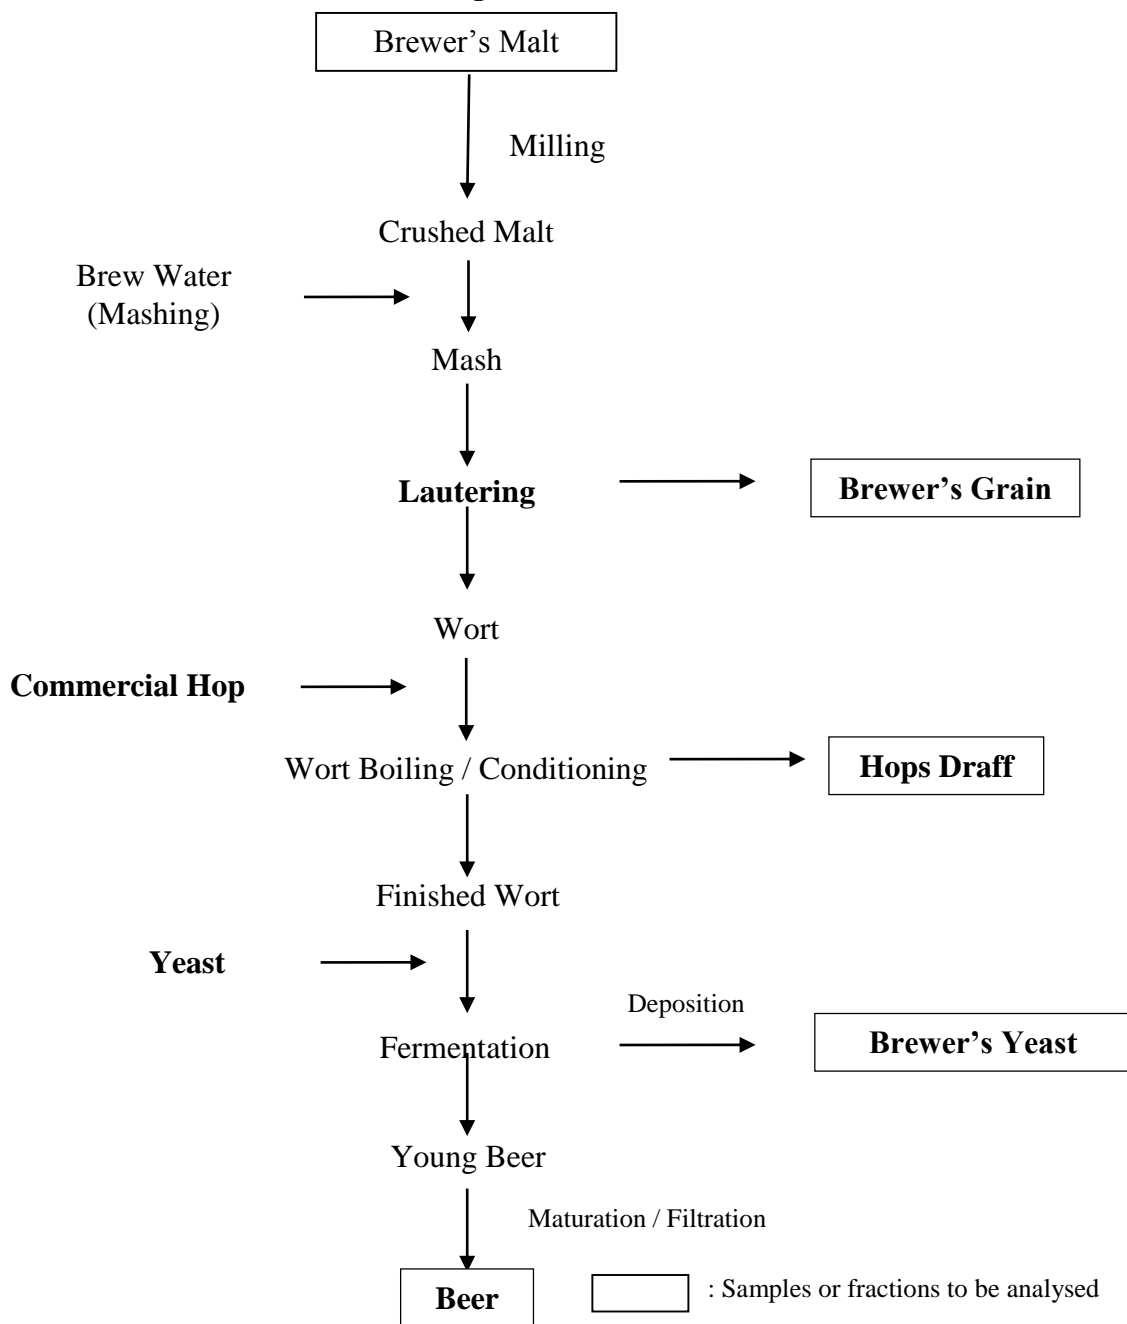 Brewer’s Malt
Milling
Crushed Malt
Brew Water
(Mashing)
Mash
Lautering
Brewer’s Grain
Wort
Commercial Hop
Wort Boiling / Conditioning
Hops Draff
Finished Wort
Yeast
Deposition
Fermentation
Brewer’s Yeast
Young Beer
Maturation / Filtration
Beer
: Samples or fractions to be analysed